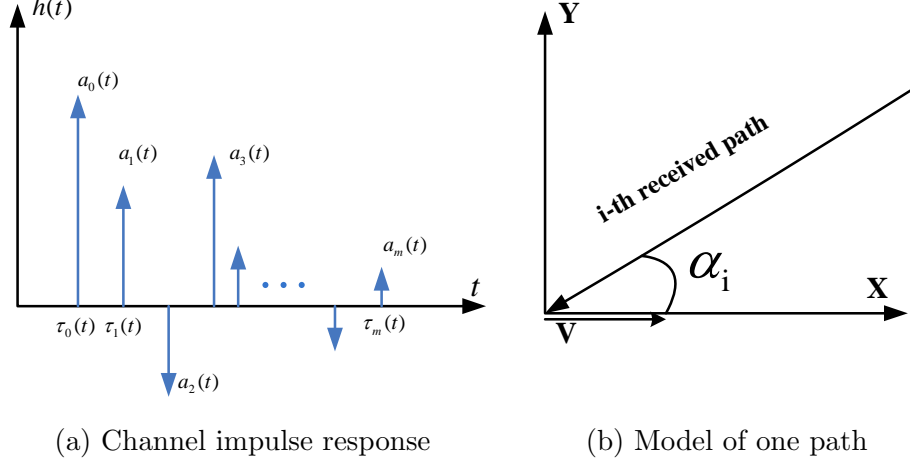 h(t)
a_0(t)
a_1(t)
a_3(t)
a_m(t)
t
τ_0(t) τ_1(t)
τ_m(t)
a_2(t)
(a) Channel impulse response
Y
i-th received path
α_i
X
V
(b) Model of one path